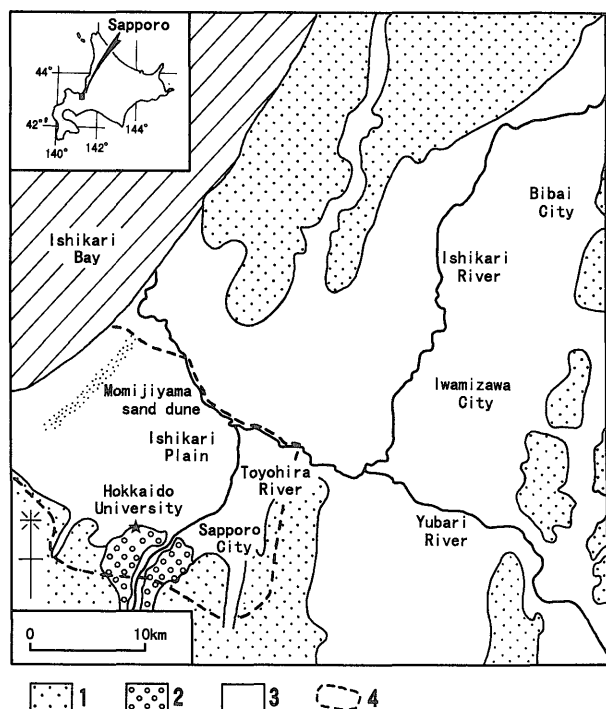 Sapporo
44°
44°
42°
140°
142°
144°
Ishikari
Bay
Bibai
City
Ishikari
River
Momijiyama
sand dune
Iwamizawa
City
Ishikari
Plain
Hokkaido
University
Toyohira
River
Sapporo
City
Yubari
River
0 10km
1 2 3 4